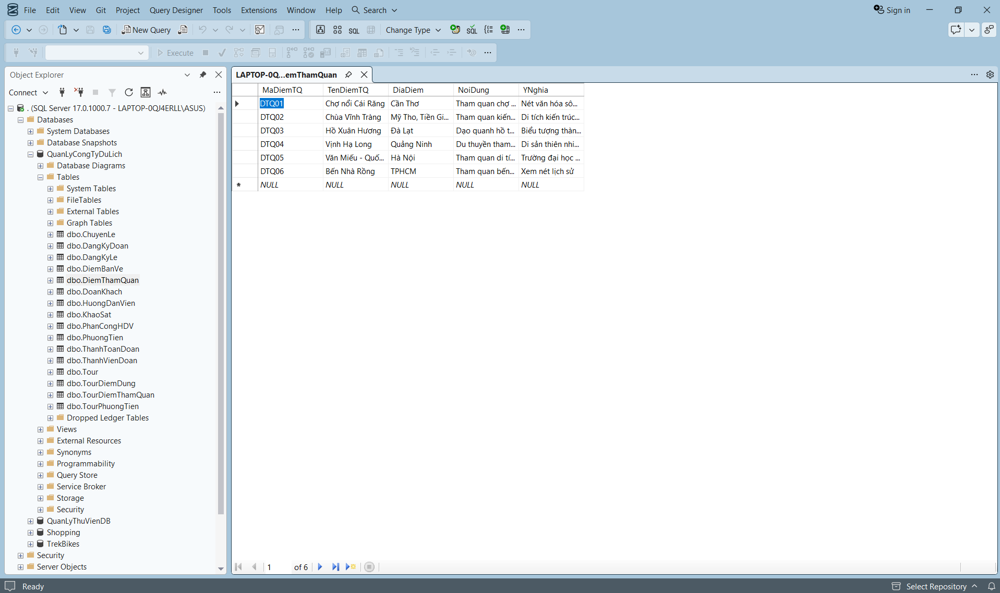 File Edit View Git Project Query Designer Tools Extensions Window Help Search Sign in
New Query SQL Change Type SQL
Execute
Object Explorer
Connect
. (SQL Server 17.0.1000.7 - LAPTOP-0QJ4ERLL\ASUS)
Databases
System Databases
Database Snapshots
QuanLyCongTyDuLich
Database Diagrams
Tables
System Tables
FileTables
External Tables
Graph Tables
dbo.ChuyenLe
dbo.DangKyDoan
dbo.DangKyLe
dbo.DiemBanVe
dbo.DiemThamQuan
dbo.DoanKhach
dbo.HuongDanVien
dbo.KhaoSat
dbo.PhanCongHDV
dbo.PhuongTien
dbo.ThanhToanDoan
dbo.ThanhVienDoan
dbo.Tour
dbo.TourDiemDung
dbo.TourDiemThamQuan
dbo.TourPhuongTien
Dropped Ledger Tables
Views
External Resources
Synonyms
Programmability
Query Store
Service Broker
Storage
Security
QuanLyThuVienDB
Shopping
TrekBikes
Security
Server Objects
LAPTOP-0Q...emThamQuan
MaDiemTQ TenDiemTQ DiaDiem NoiDung YNghia
DTQ01 Chợ nổi Cái Răng Cần Thơ Tham quan chợ ... Nét văn hóa sô...
DTQ02 Chùa Vĩnh Tràng Mỹ Tho, Tiền Gi... Tham quan kiến... Di tích kiến trúc...
DTQ03 Hồ Xuân Hương Đà Lạt Dạo quanh hồ t... Biểu tượng thàn...
DTQ04 Vịnh Hạ Long Quảng Ninh Du thuyền tham... Di sản thiên nhi...
DTQ05 Văn Miếu - Quố... Hà Nội Tham quan di tí... Trường đại học ...
DTQ06 Bến Nhà Rồng TPHCM Tham quan bến... Xem nét lịch sử
NULL NULL NULL NULL NULL
1 of 6
Ready Select Repository